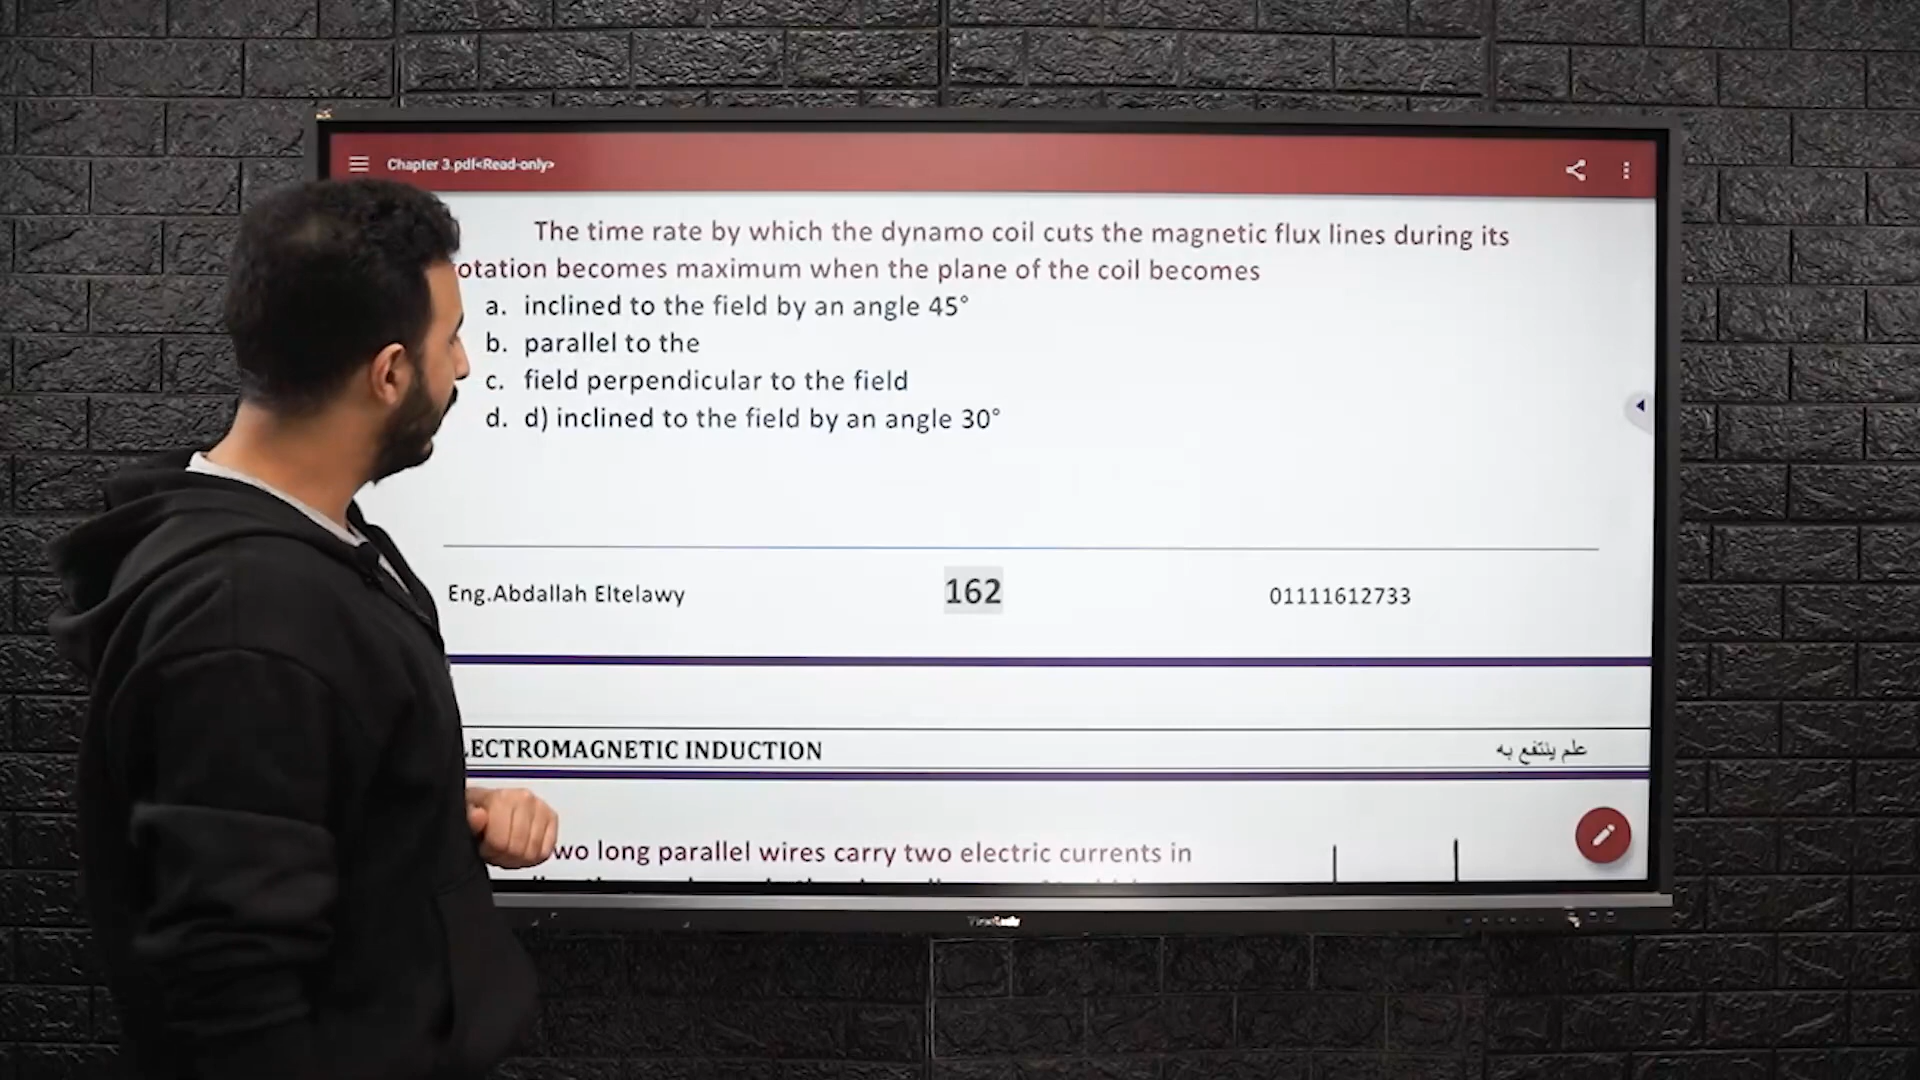 Chapter 3.pdf<Read-only>
The time rate by which the dynamo coil cuts the magnetic flux lines during its
otation becomes maximum when the plane of the coil becomes
a. inclined to the field by an angle 45°
b. parallel to the
c. field perpendicular to the field
d. d) inclined to the field by an angle 30°
Eng.Abdallah Eltelawy 162 01111612733
LECTROMAGNETIC INDUCTION علم ينتفع به
wo long parallel wires carry two electric currents in